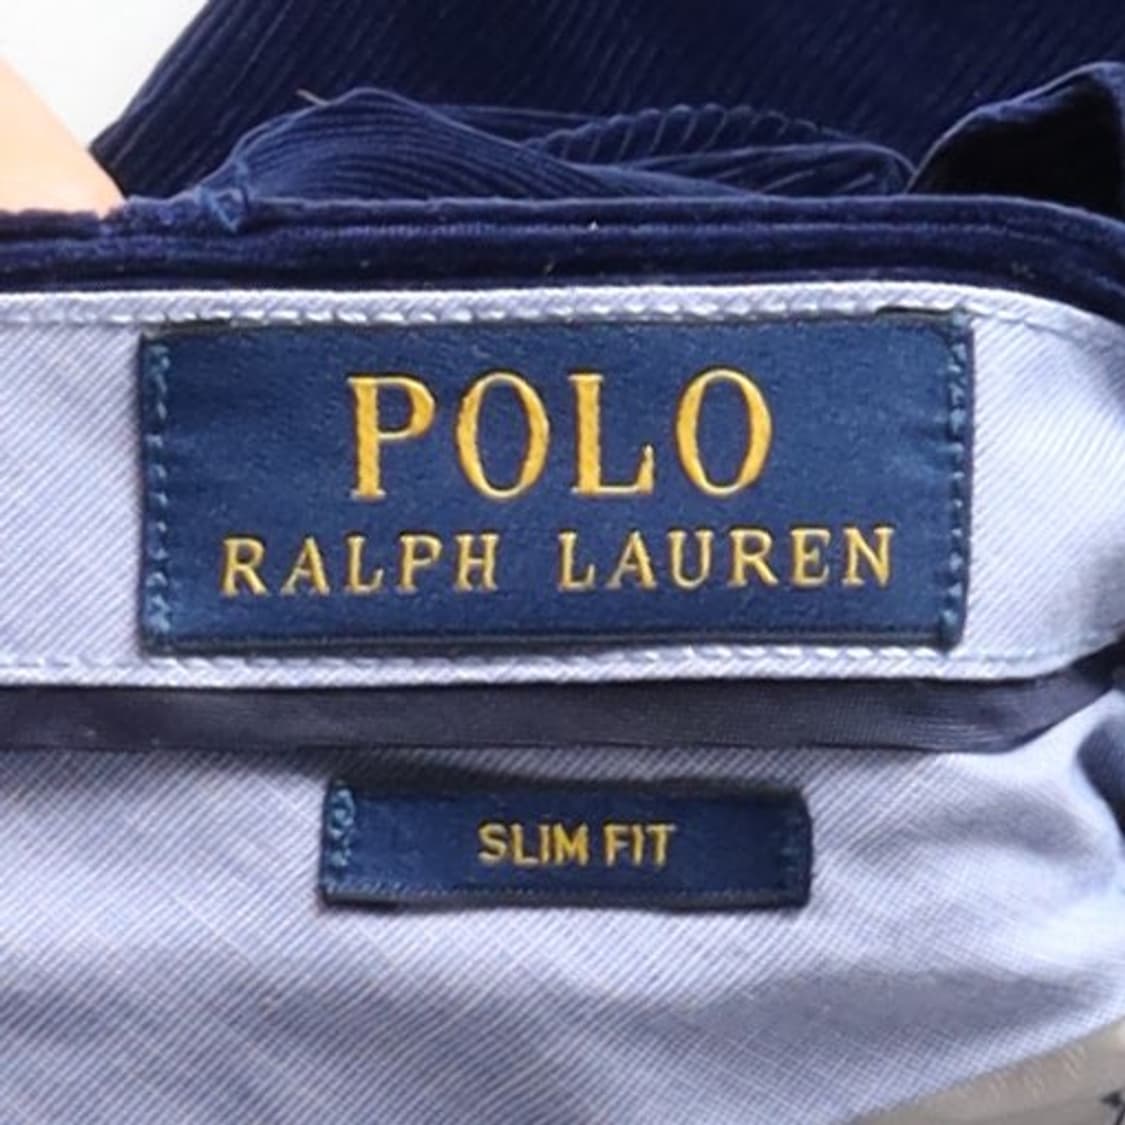 POLO
RALPH LAUREN
SLIM FIT